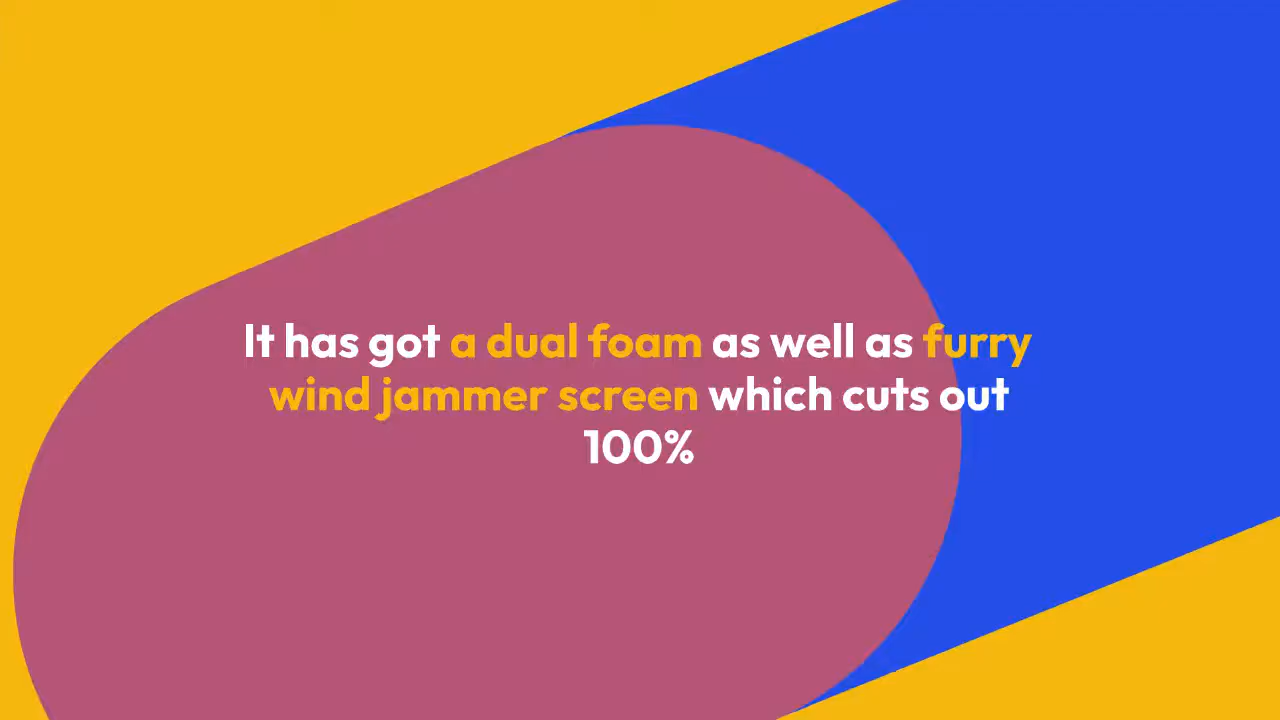 It has got a dual foam as well as furry
wind jammer screen which cuts out
100%